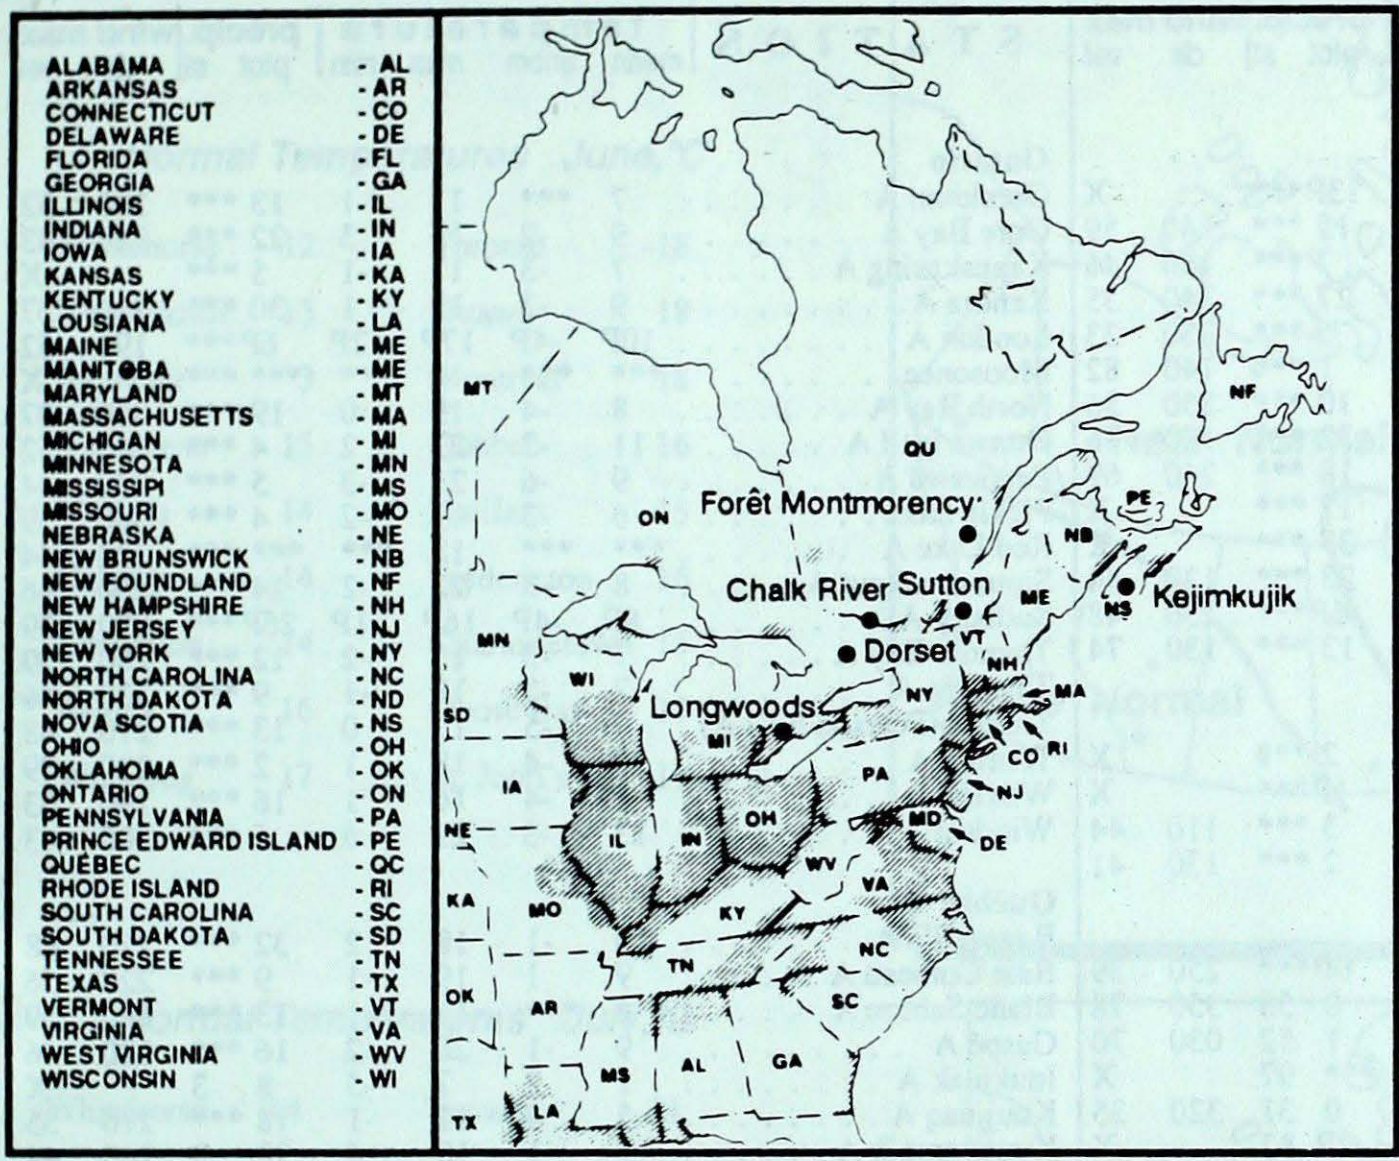 ALABAMA - AL
ARKANSAS - AR
CONNECTICUT - CO
DELAWARE - DE
FLORIDA - FL
GEORGIA - GA
ILLINOIS - IL
INDIANA - IN
IOWA - IA
KANSAS - KA
KENTUCKY - KY
LOUSIANA - LA
MAINE - ME
MANITOBA - ME
MARYLAND - MT
MASSACHUSETTS - MA
MICHIGAN - MI
MINNESOTA - MN
MISSISSIPI - MS
MISSOURI - MO
NEBRASKA - NE
NEW BRUNSWICK - NB
NEW FOUNDLAND - NF
NEW HAMPSHIRE - NH
NEW JERSEY - NJ
NEW YORK - NY
NORTH CAROLINA - NC
NORTH DAKOTA - ND
NOVA SCOTIA - NS
OHIO - OH
OKLAHOMA - OK
ONTARIO - ON
PENNSYLVANIA - PA
PRINCE EDWARD ISLAND - PE
QUÉBEC - QC
RHODE ISLAND - RI
SOUTH CAROLINA - SC
SOUTH DAKOTA - SD
TENNESSEE - TN
TEXAS - TX
VERMONT - VT
VIRGINIA - VA
WEST VIRGINIA - WV
WISCONSIN - WI
MT
NF
QU
Forêt Montmorency
PE
ON
NB
Chalk River
Sutton
ME
NS
Kejimkujik
MN
VT
Dorset
NH
WI
NY
MA
SD
Longwoods
MI
RI
CO
PA
IA
NJ
OH
MD
NE
IL
IN
DE
WV
VA
KA
MO
KY
NC
TN
OK
AR
SC
MS
AL
GA
LA
TX